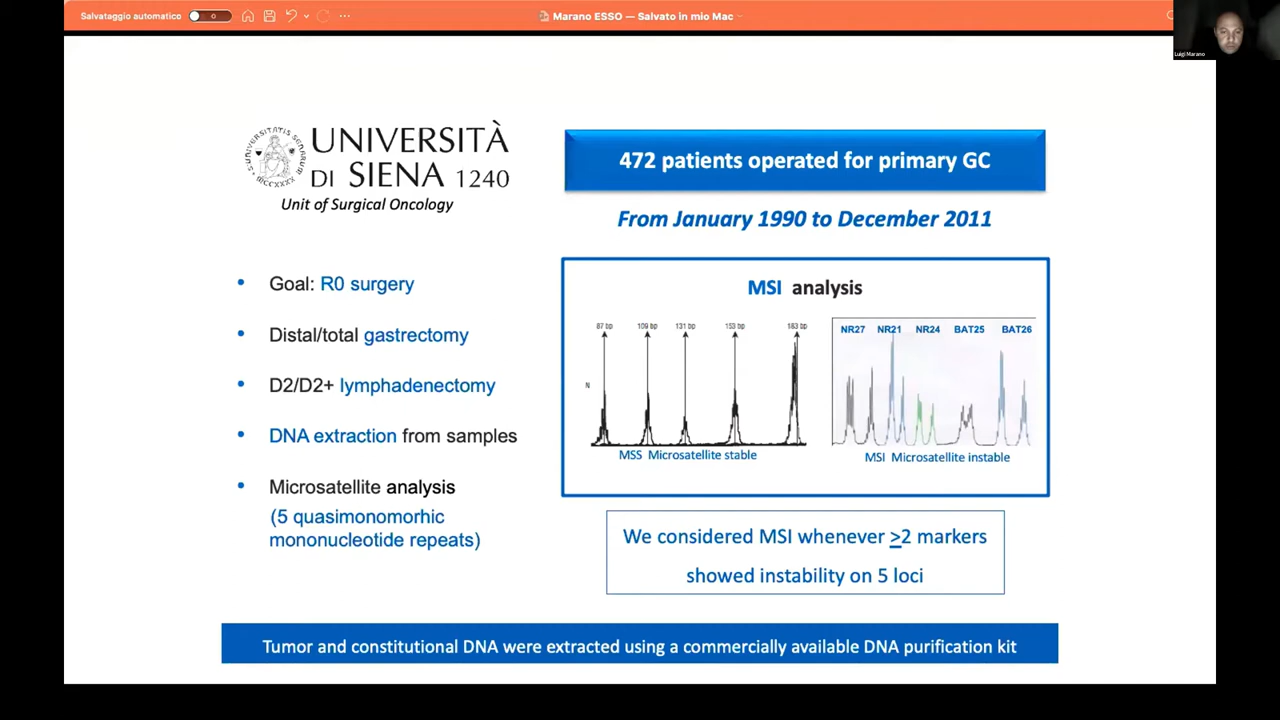 Salvataggio automatico
Marano ESSO — Salvato in mio Mac
Luigi Marano
UNIVERSITÀ
DI SIENA 1240
Unit of Surgical Oncology
472 patients operated for primary GC
From January 1990 to December 2011
• Goal: R0 surgery
• Distal/total gastrectomy
• D2/D2+ lymphadenectomy
• DNA extraction from samples
• Microsatellite analysis
(5 quasimonomorhic
mononucleotide repeats)
MSI analysis
87 bp 109 bp 131 bp 153 bp 183 bp
N
MSS Microsatellite stable
NR27 NR21 NR24 BAT25 BAT26
MSI Microsatellite instable
We considered MSI whenever >2 markers
showed instability on 5 loci
Tumor and constitutional DNA were extracted using a commercially available DNA purification kit